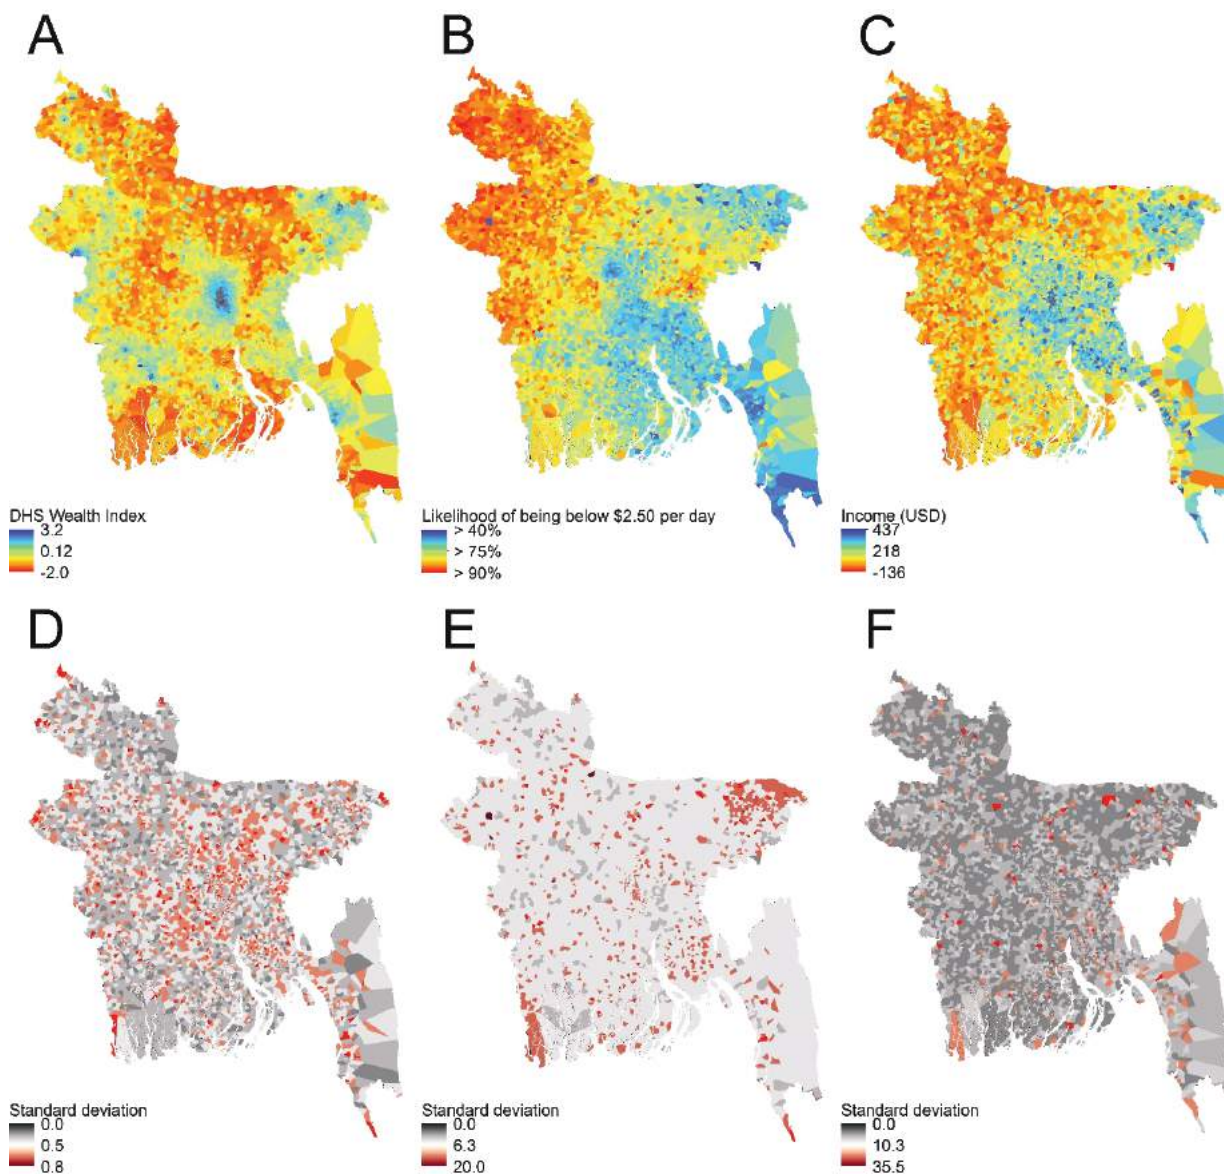 A
B
C
DHS Wealth Index
3.2
0.12
-2.0
Likelihood of being below $2.50 per day
> 40%
> 75%
> 90%
Income (USD)
437
218
-136
D
E
F
Standard deviation
0.0
0.5
0.8
Standard deviation
0.0
6.3
20.0
Standard deviation
0.0
10.3
35.5